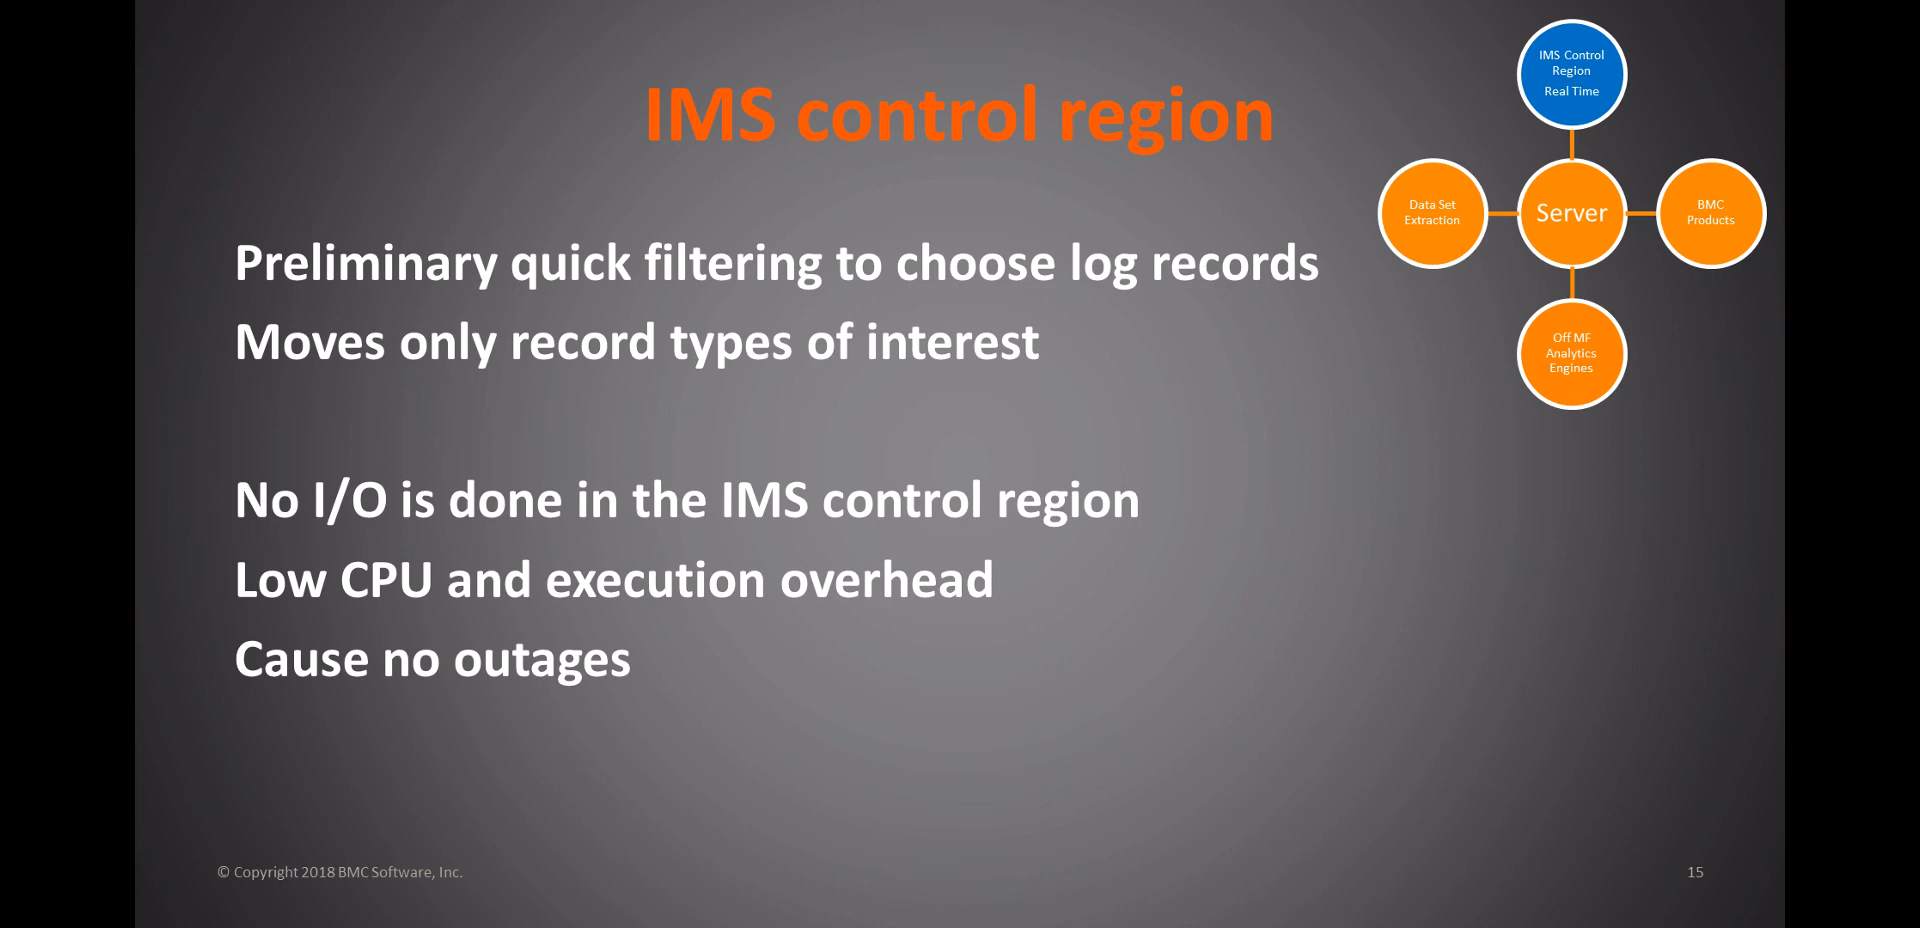 IMS control region
Preliminary quick filtering to choose log records
Moves only record types of interest
No I/O is done in the IMS control region
Low CPU and execution overhead
Cause no outages
IMS Control
Region
Real Time
Data Set
Extraction
Server
BMC
Products
Off MF
Analytics
Engines
© Copyright 2018 BMC Software, Inc.
15